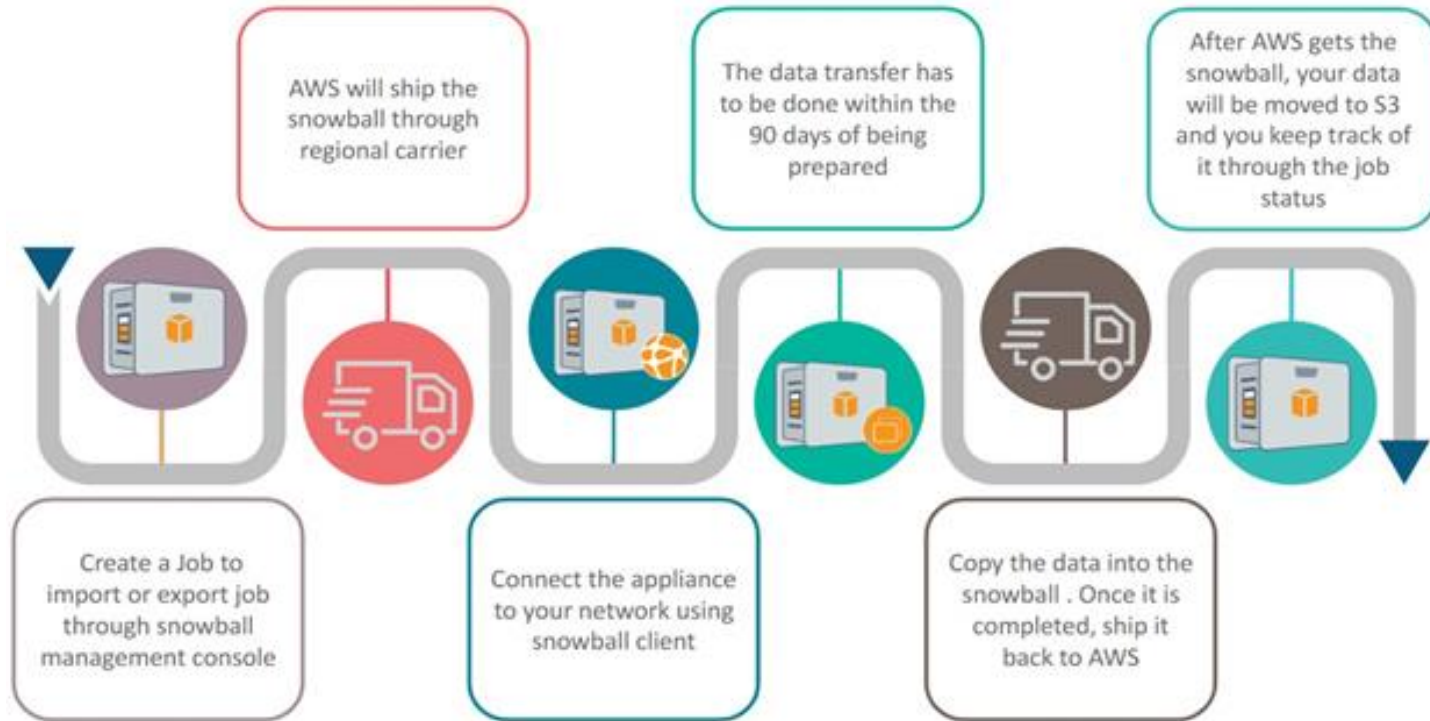 Create a Job to
import or export job
through snowball
management console
AWS will ship the
snowball through
regional carrier
Connect the appliance
to your network using
snowball client
The data transfer has
to be done within the
90 days of being
prepared
Copy the data into the
snowball . Once it is
completed, ship it
back to AWS
After AWS gets the
snowball, your data
will be moved to S3
and you keep track of
it through the job
status